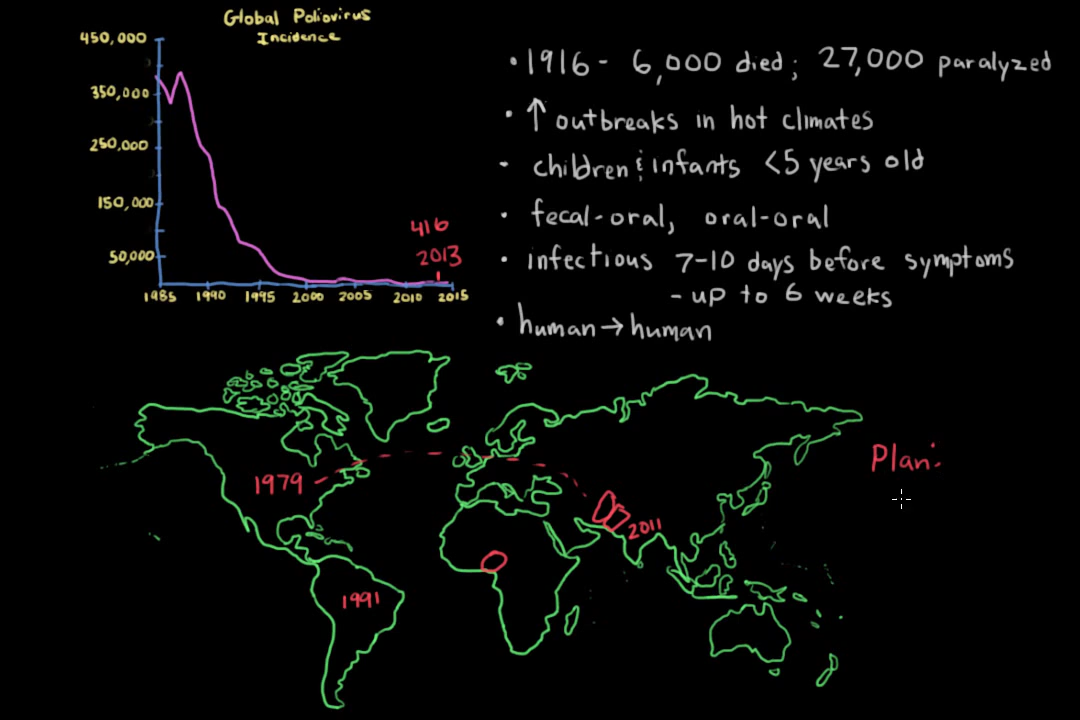 Global Poliovirus
Incidence
450,000
350,000
250,000
150,000
50,000
416
2013
1985 1990 1995 2000 2005 2010 2015
• 1916 - 6,000 died; 27,000 paralyzed
• ↑ outbreaks in hot climates
- children & infants <5 years old
• fecal-oral, oral-oral
• infectious 7-10 days before symptoms
- up to 6 weeks
• human → human
1979
2011
1991
Plan: